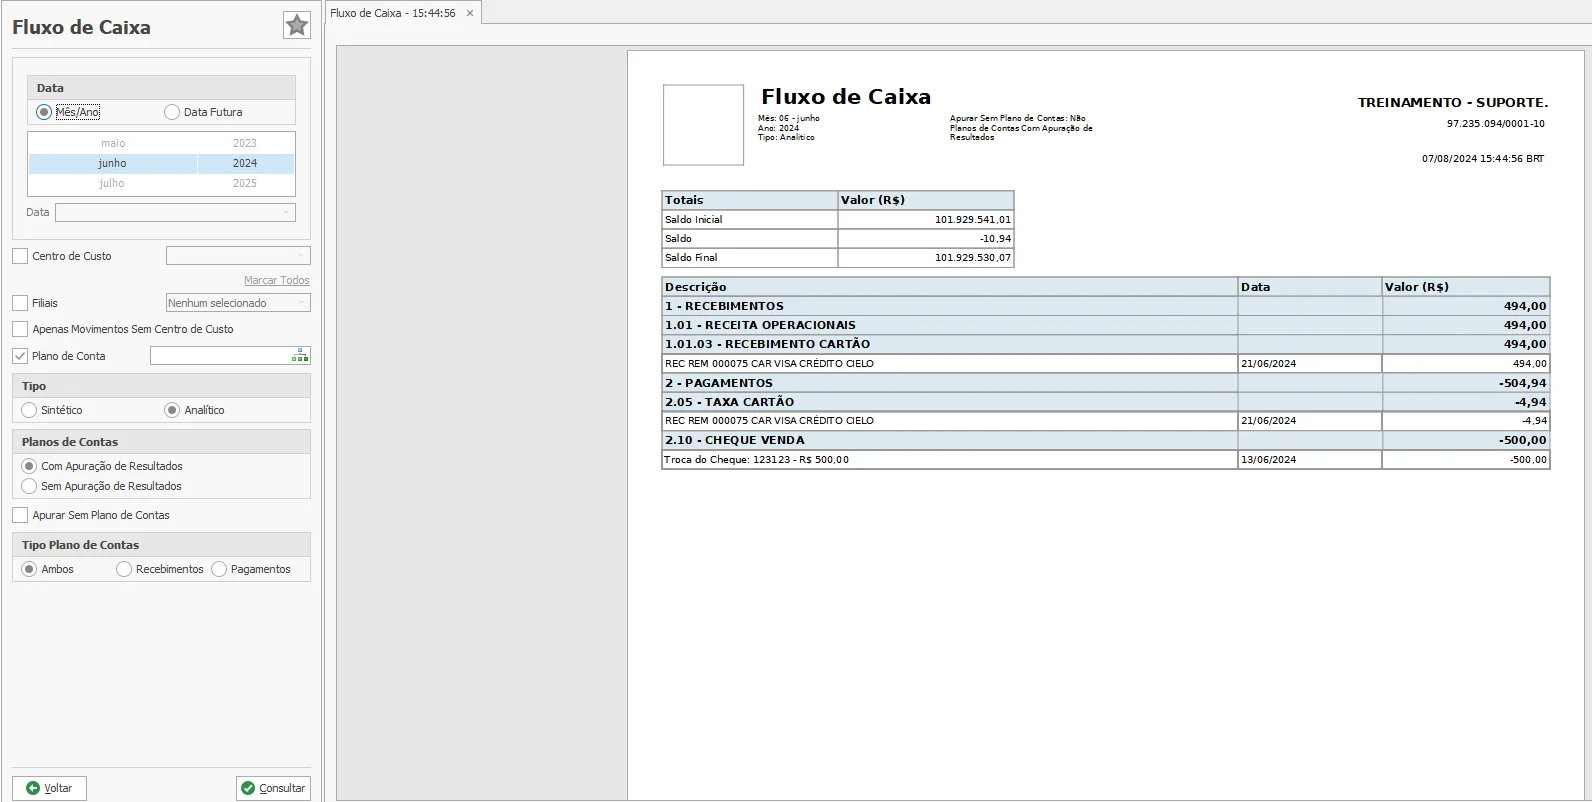 Fluxo de Caixa
Data
Mês/Ano
Data Futura
maio 2023
junho 2024
julho 2025
Data
Centro de Custo
Marcar Todos
Filiais
Nenhum selecionado
Apenas Movimentos Sem Centro de Custo
Plano de Conta
Tipo
Sintético
Analítico
Planos de Contas
Com Apuração de Resultados
Sem Apuração de Resultados
Apurar Sem Plano de Contas
Tipo Plano de Contas
Ambos
Recebimentos
Pagamentos
Voltar
Consultar
Fluxo de Caixa - 15:44:56
Fluxo de Caixa
Mês: 06 - junho
Ano: 2024
Tipo: Analítico
Apurar Sem Plano de Contas: Não
Planos de Contas Com Apuração de
Resultados
TREINAMENTO - SUPORTE.
97.235.094/0001-10
07/08/2024 15:44:56 BRT
Totais Valor (R$)
Saldo Inicial 101.929.541,01
Saldo -10,94
Saldo Final 101.929.530,07
Descrição Data Valor (R$)
1 - RECEBIMENTOS 494,00
1.01 - RECEITA OPERACIONAIS 494,00
1.01.03 - RECEBIMENTO CARTÃO 494,00
REC REM 000075 CAR VISA CRÉDITO CIELO 21/06/2024 494,00
2 - PAGAMENTOS -504,94
2.05 - TAXA CARTÃO -4,94
REC REM 000075 CAR VISA CRÉDITO CIELO 21/06/2024 -4,94
2.10 - CHEQUE VENDA -500,00
Troca do Cheque: 123123 - R$ 500,00 13/06/2024 -500,00